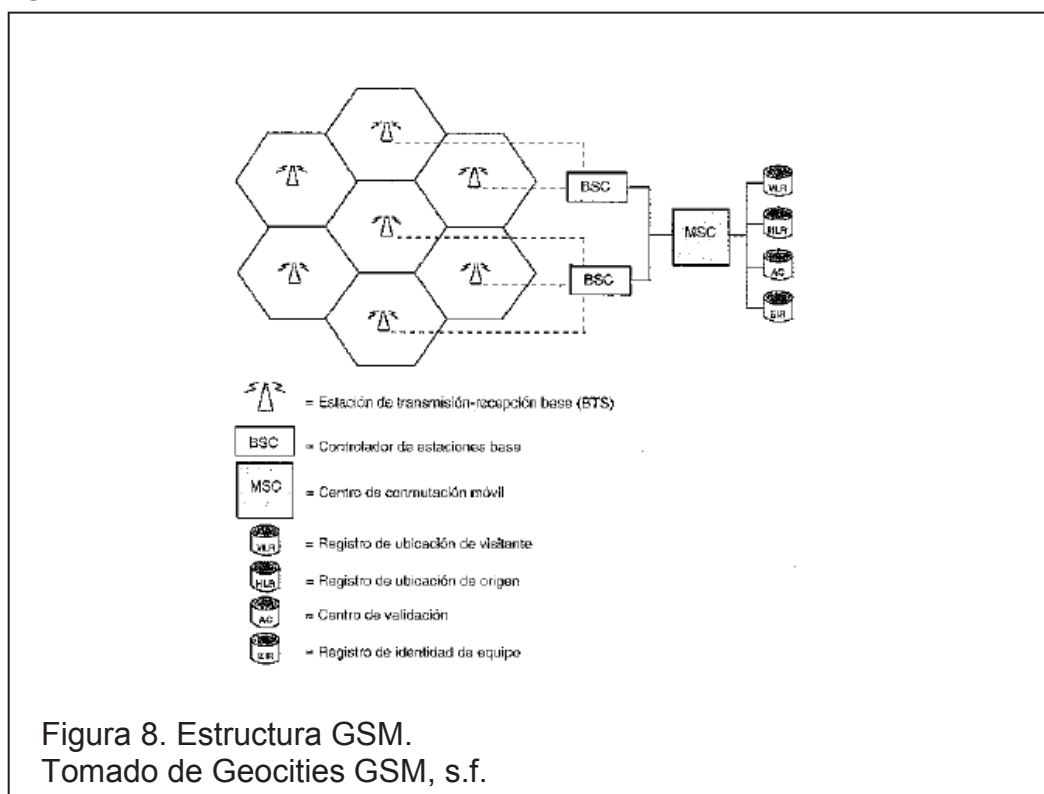 BSC
BSC
MSC
VLR
HLR
AC
EIR
= Estación de transmisión-recepción base (BTS)
BSC = Controlador de estaciones base
MSC = Centro de conmutación móvil
VLR = Registro de ubicación de visitante
HLR = Registro de ubicación de origen
AC = Centro de validación
EIR = Registro de identidad de equipo
Figura 8. Estructura GSM.
Tomado de Geocities GSM, s.f.